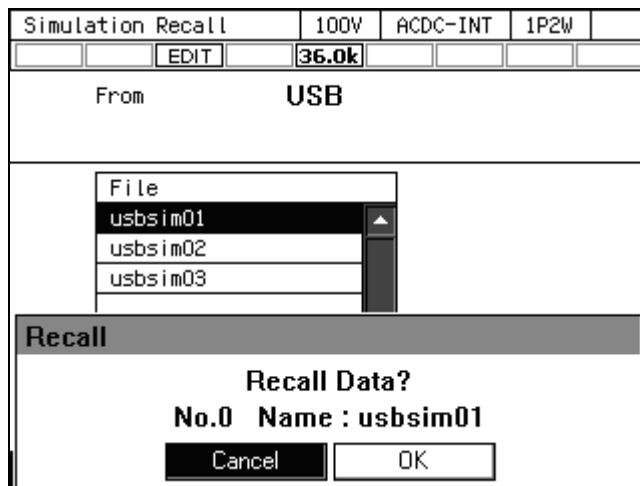 Simulation Recall 100V ACDC-INT 1P2W
EDIT 36.0k
From USB
File
usbsim01
usbsim02
usbsim03
Recall
Recall Data?
No.0 Name : usbsim01
Cancel OK